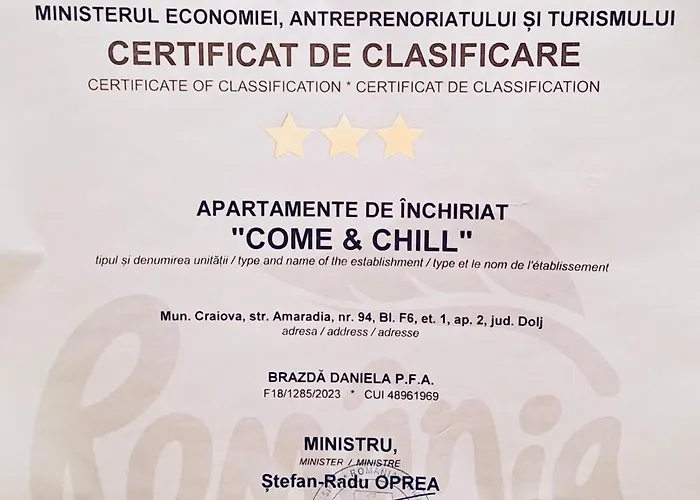 MINISTERUL ECONOMIEI, ANTREPRENORIATULUI ȘI TURISMULUI
CERTIFICAT DE CLASIFICARE
CERTIFICATE OF CLASSIFICATION * CERTIFICAT DE CLASSIFICATION
APARTAMENTE DE ÎNCHIRIAT
"COME & CHILL"
tipul și denumirea unității / type and name of the establishment / type et le nom de l'établissement
Mun. Craiova, str. Amaradia, nr. 94, Bl. F6, et. 1, ap. 2, jud. Dolj
adresa / address / adresse
BRAZDĂ DANIELA P.F.A.
F18/1285/2023 * CUI 48961969
România
MINISTRU,
MINISTER / MINISTRE
ROMÂNIA
Ștefan-Radu OPREA